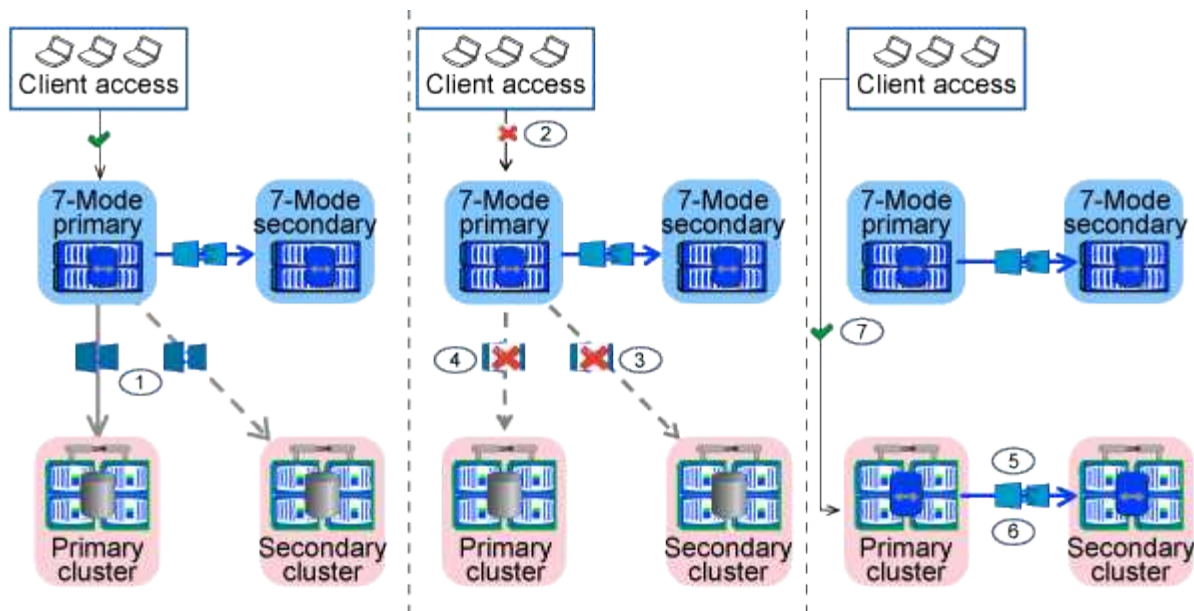 Client access
7-Mode
primary
7-Mode
secondary
1
Primary
cluster
Secondary
cluster
Client access
2
7-Mode
primary
7-Mode
secondary
4
3
Primary
cluster
Secondary
cluster
Client access
7-Mode
primary
7-Mode
secondary
7
5
6
Primary
cluster
Secondary
cluster